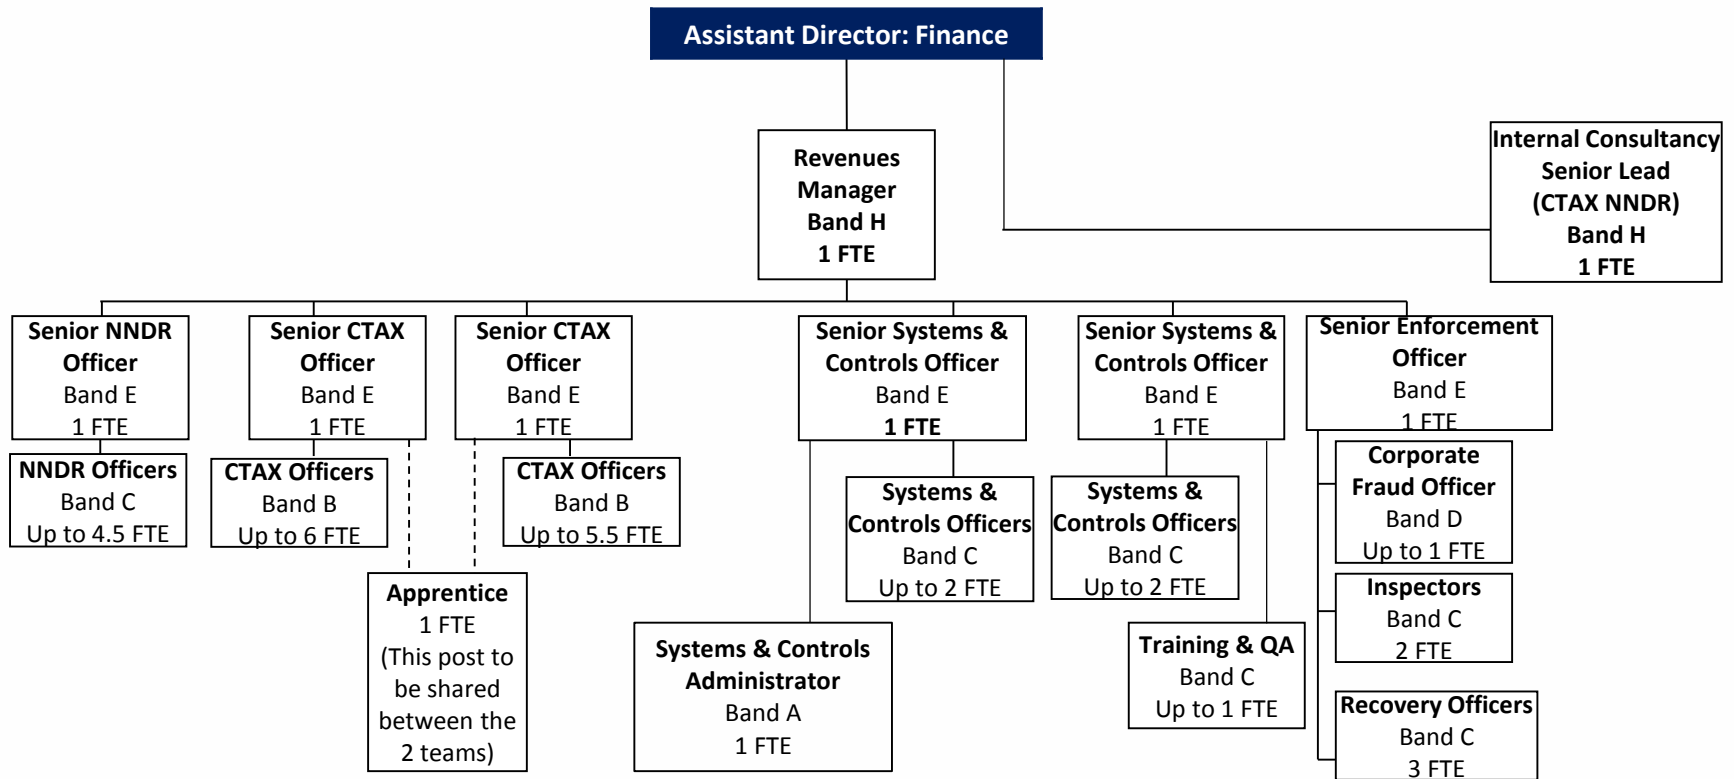 Assistant Director: Finance
Revenues
Manager
Band H
1 FTE
Internal Consultancy
Senior Lead
(CTAX NNDR)
Band H
1 FTE
Senior NNDR
Officer
Band E
1 FTE
Senior CTAX
Officer
Band E
1 FTE
Senior CTAX
Officer
Band E
1 FTE
Senior Systems &
Controls Officer
Band E
1 FTE
Senior Systems &
Controls Officer
Band E
1 FTE
Senior Enforcement
Officer
Band E
1 FTE
NNDR Officers
Band C
Up to 4.5 FTE
CTAX Officers
Band B
Up to 6 FTE
CTAX Officers
Band B
Up to 5.5 FTE
Apprentice
1 FTE
(This post to
be shared
between the
2 teams)
Systems &
Controls Officers
Band C
Up to 2 FTE
Systems & Controls
Administrator
Band A
1 FTE
Systems &
Controls Officers
Band C
Up to 2 FTE
Training & QA
Band C
Up to 1 FTE
Corporate
Fraud Officer
Band D
Up to 1 FTE
Inspectors
Band C
2 FTE
Recovery Officers
Band C
3 FTE